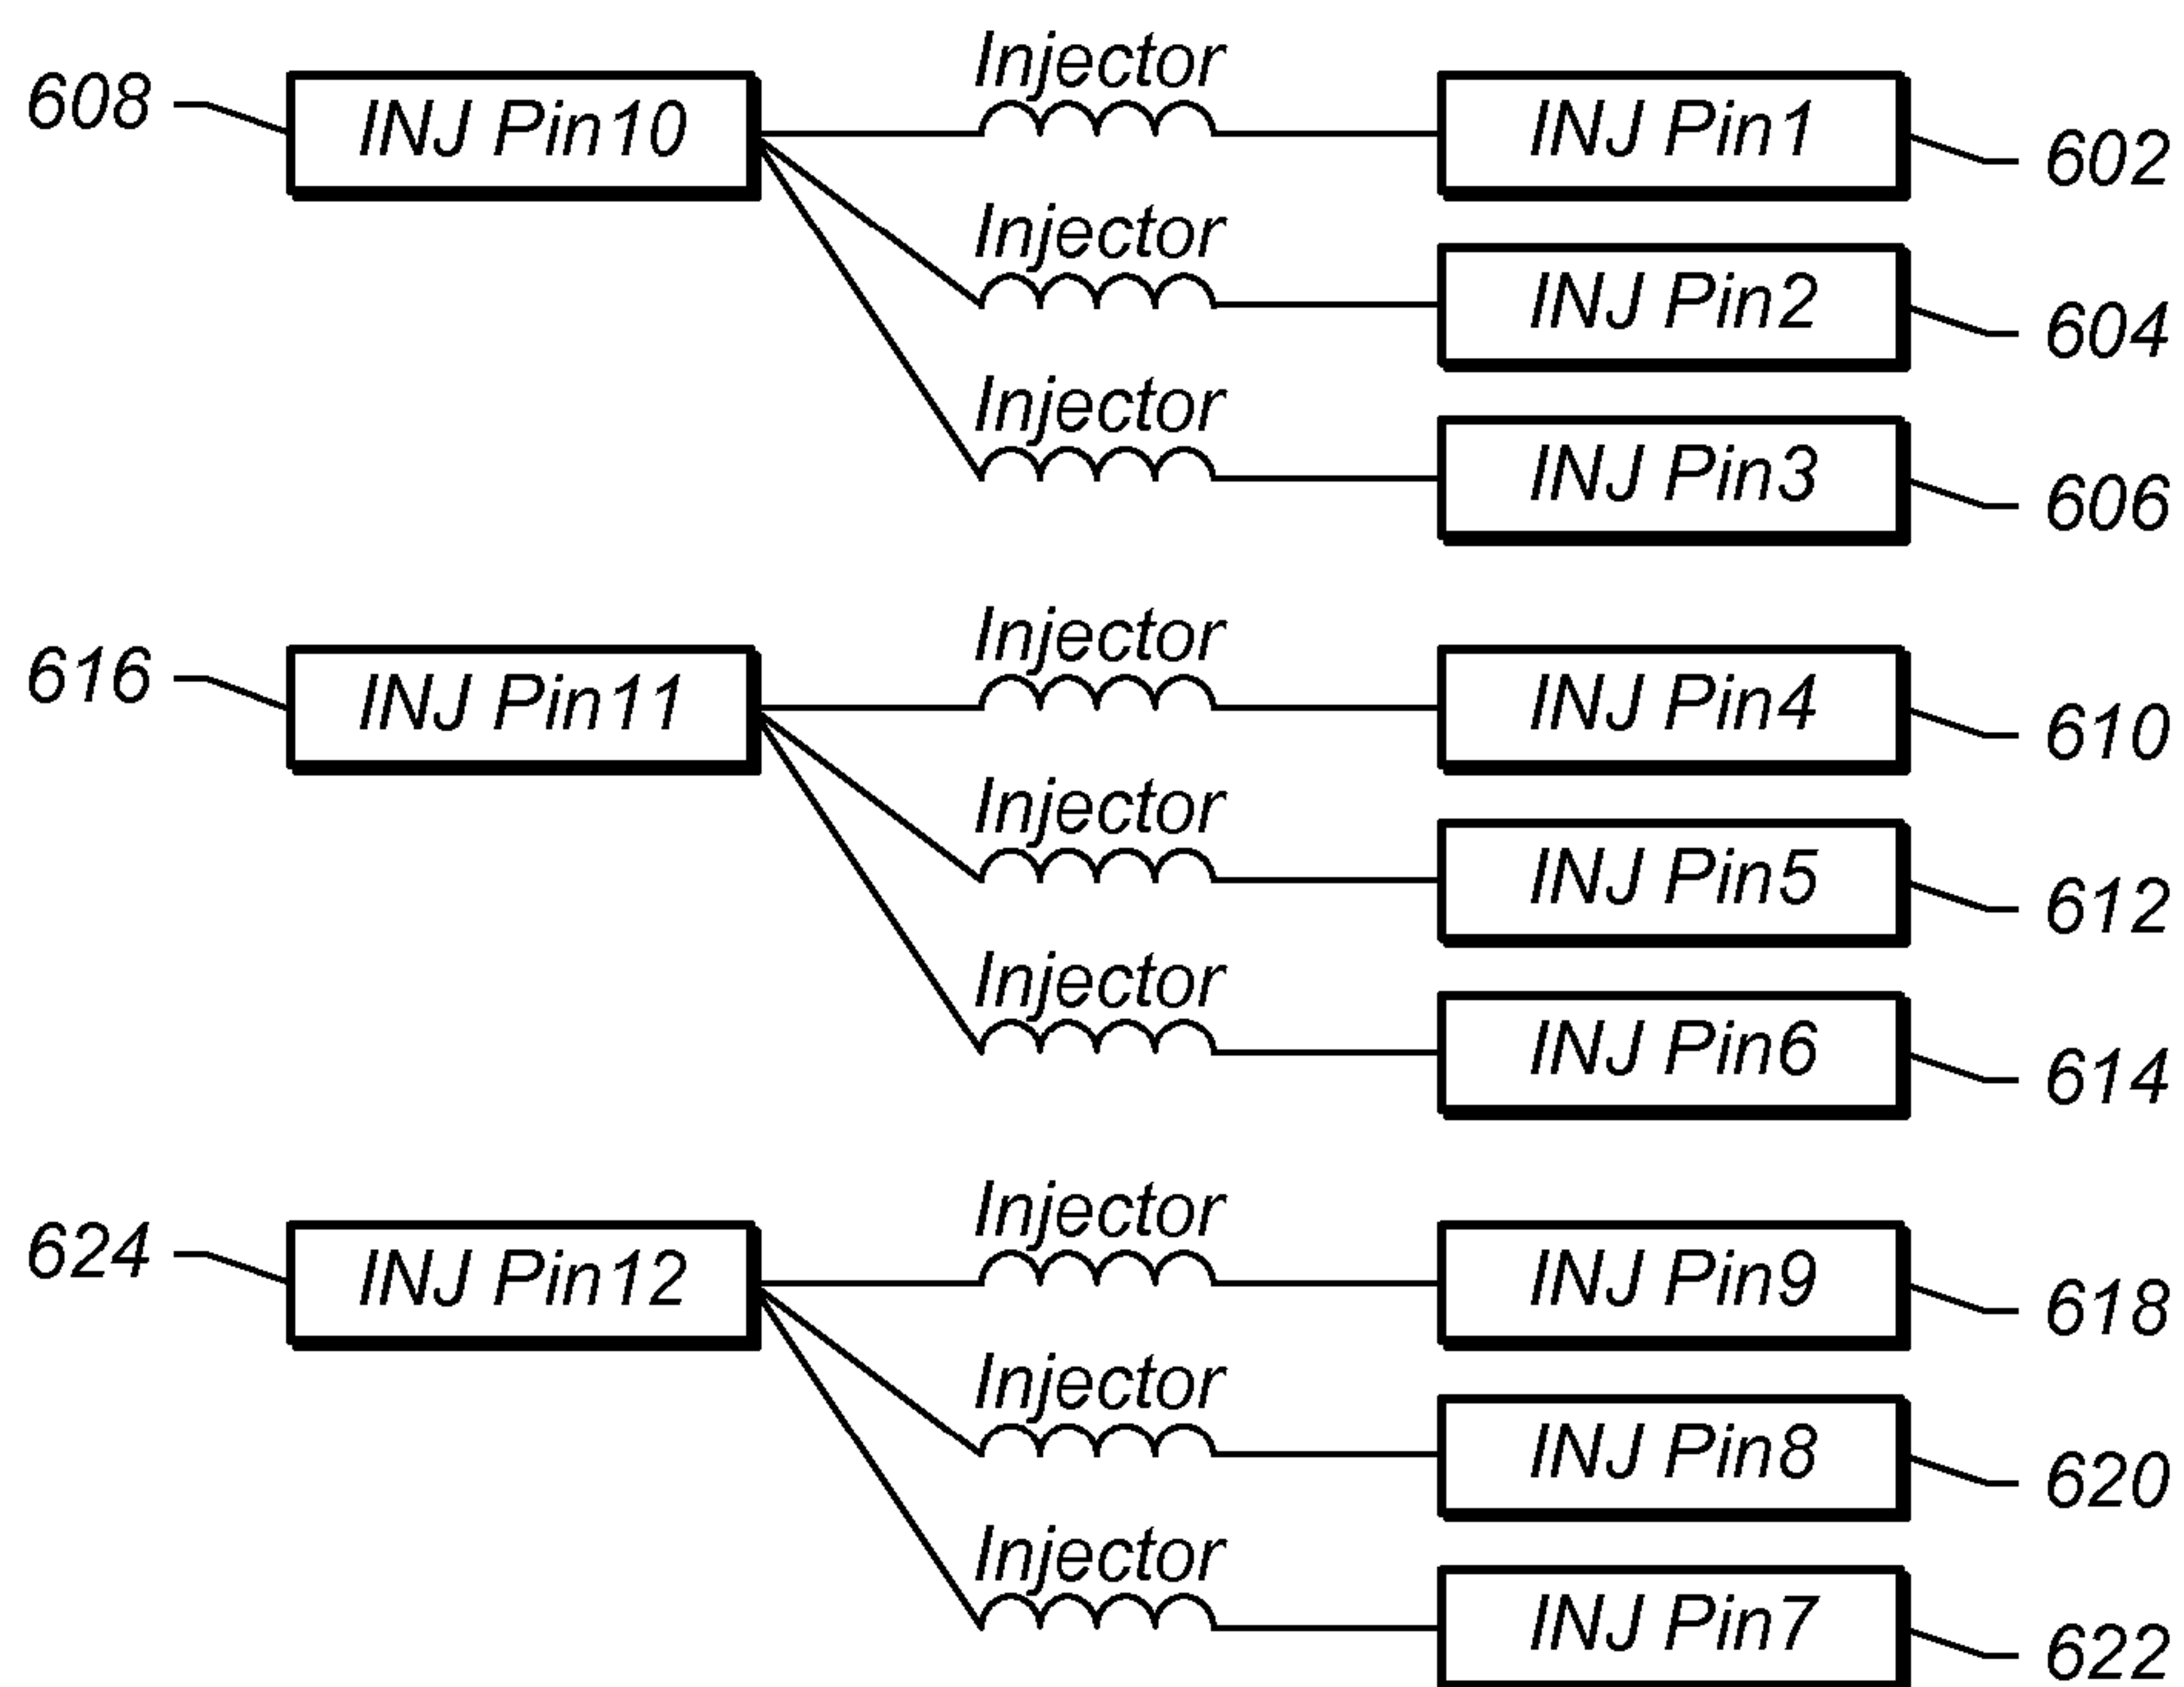 Injector
608 INJ Pin10 INJ Pin1 602
Injector
INJ Pin2 604
Injector
INJ Pin3 606
Injector
616 INJ Pin11 INJ Pin4 610
Injector
INJ Pin5 612
Injector
INJ Pin6 614
Injector
624 INJ Pin12 INJ Pin9 618
Injector
INJ Pin8 620
Injector
INJ Pin7 622